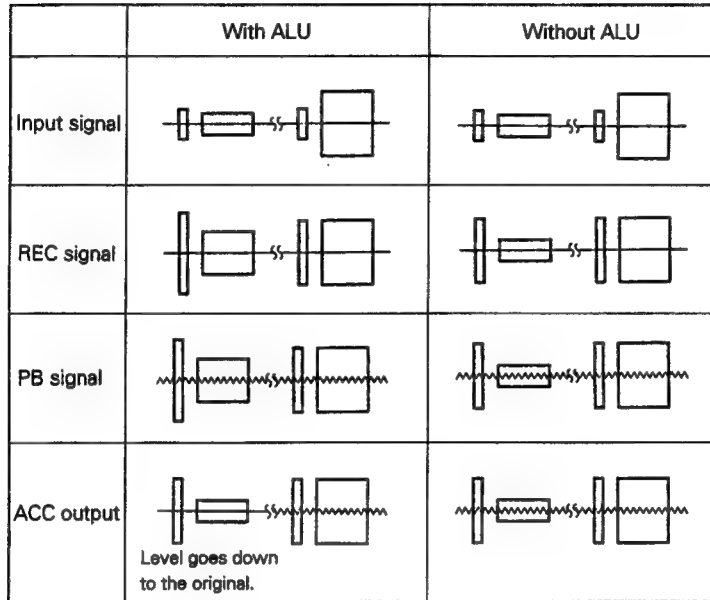 With ALU
Without ALU
Input signal
REC signal
PB signal
ACC output
Level goes down
to the original.